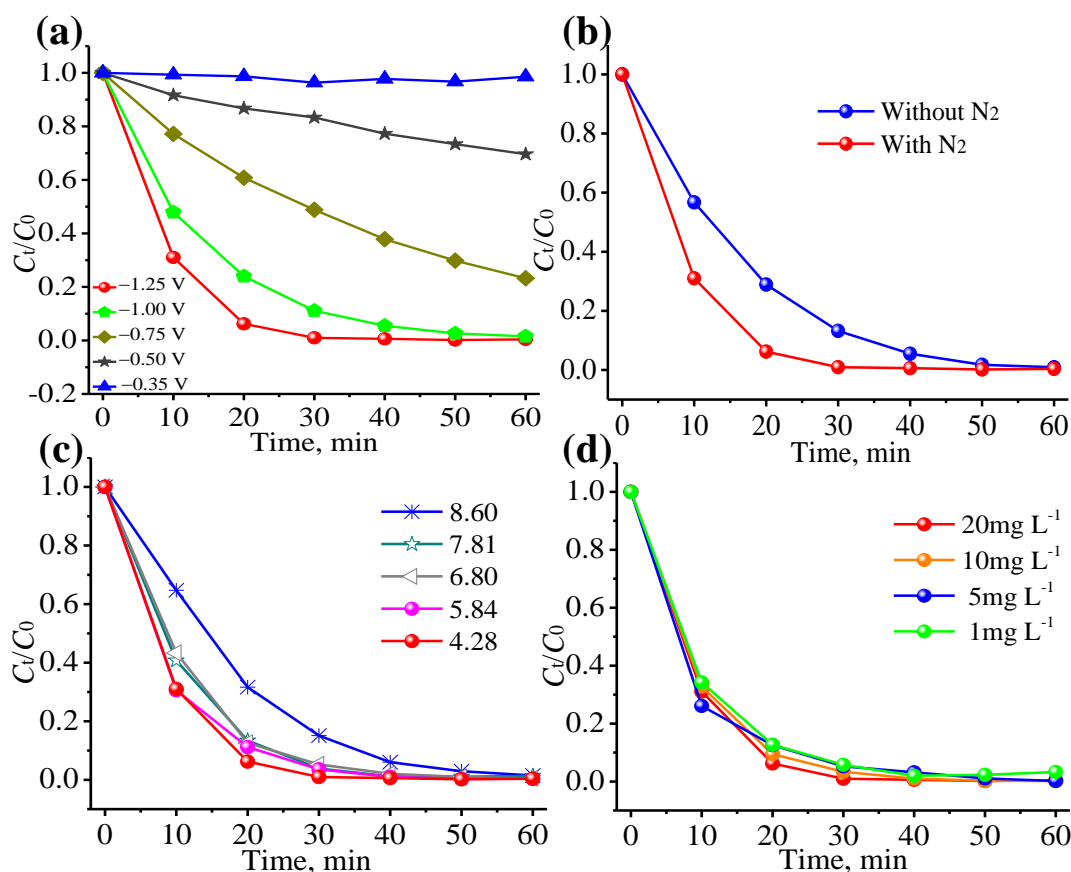 (a)
1.0
0.8
0.6
0.4
0.2
0.0
-0.2
Ct/C0
−1.25 V
−1.00 V
−0.75 V
−0.50 V
−0.35 V
0 10 20 30 40 50 60
Time, min
(b)
1.0
0.8
0.6
0.4
0.2
0.0
Ct/C0
Without N2
With N2
0 10 20 30 40 50 60
Time, min
(c)
1.0
0.8
0.6
0.4
0.2
0.0
Ct/C0
8.60
7.81
6.80
5.84
4.28
0 10 20 30 40 50 60
Time, min
(d)
1.0
0.8
0.6
0.4
0.2
0.0
Ct/C0
20mg L-1
10mg L-1
5mg L-1
1mg L-1
0 10 20 30 40 50 60
Time, min